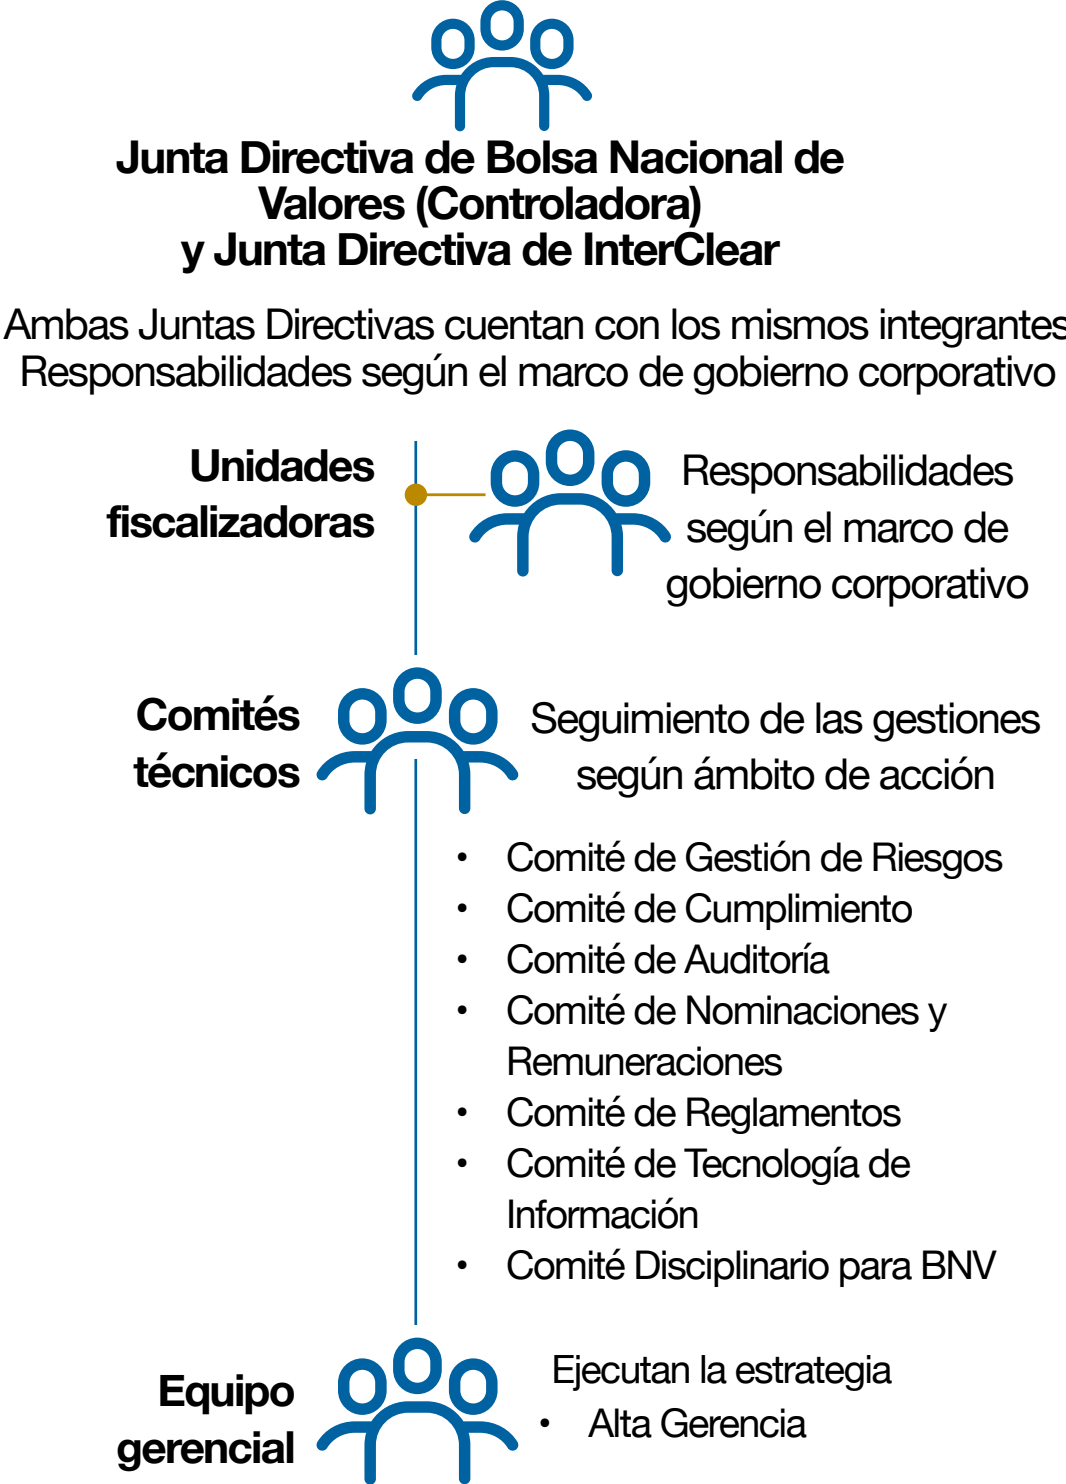 Junta Directiva de Bolsa Nacional de
Valores (Controladora)
y Junta Directiva de InterClear
Ambas Juntas Directivas cuentan con los mismos integrantes
Responsabilidades según el marco de gobierno corporativo
Unidades
fiscalizadoras
Responsabilidades
según el marco de
gobierno corporativo
Comités
técnicos
Seguimiento de las gestiones
según ámbito de acción
• Comité de Gestión de Riesgos
• Comité de Cumplimiento
• Comité de Auditoría
• Comité de Nominaciones y
Remuneraciones
• Comité de Reglamentos
• Comité de Tecnología de
Información
• Comité Disciplinario para BNV
Equipo
gerencial
Ejecutan la estrategia
• Alta Gerencia